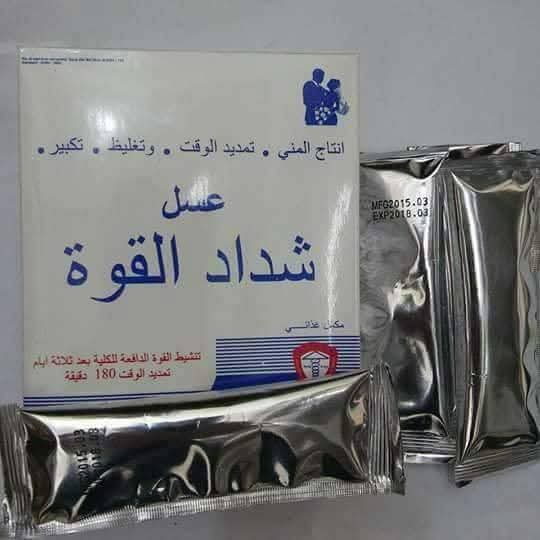 انتاج المني . تمديد الوقت . وتغليظ . تكبير .
عسل
شداد القوة
مكمل غذائي
تنشيط القوة الدافعة للكلية بعد ثلاثة ايام
تمديد الوقت 180 دقيقة
MFG2015.03
EXP2018.03